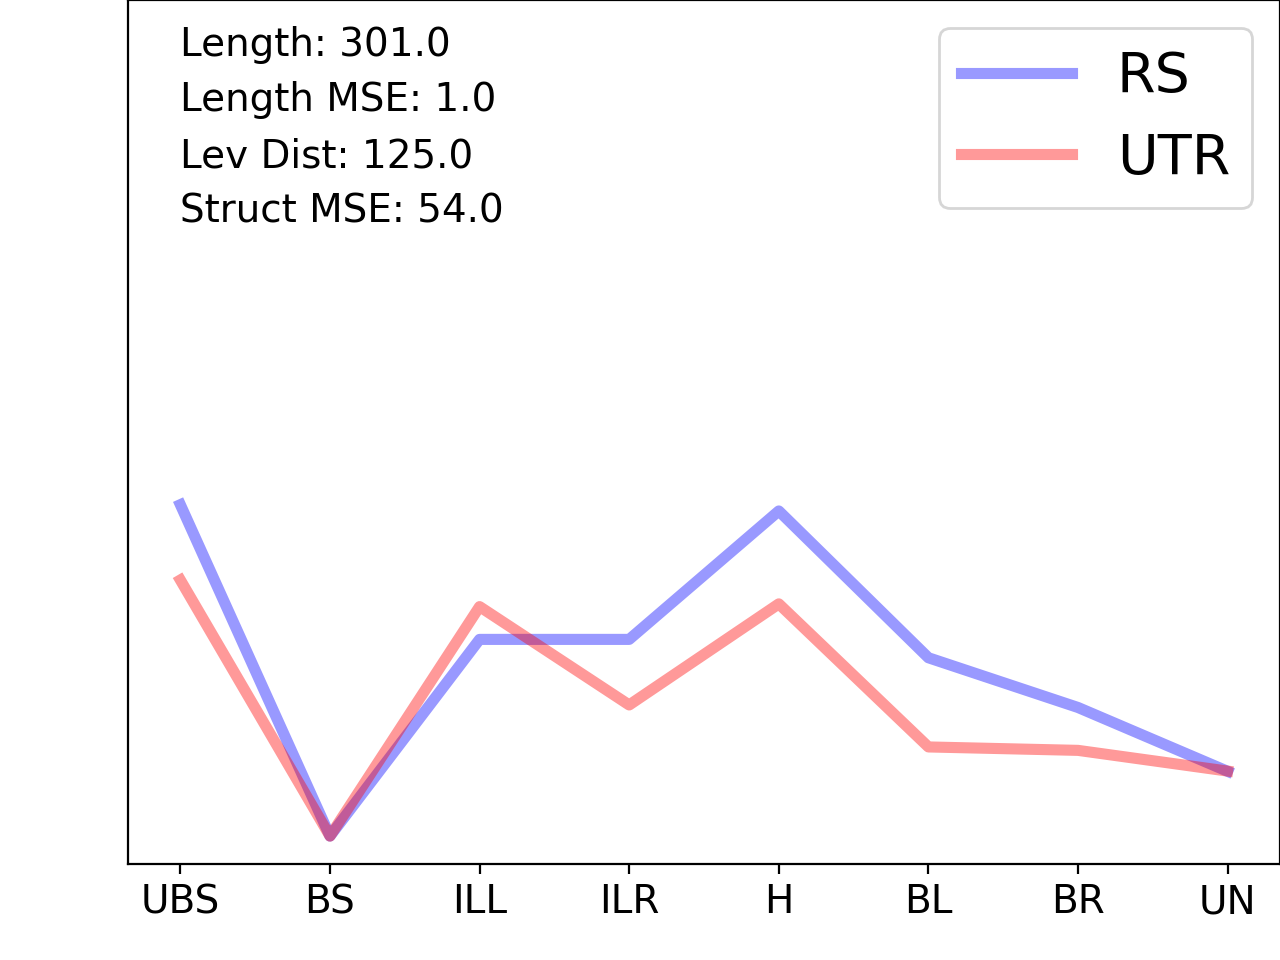 Length: 301.0
Length MSE: 1.0
Lev Dist: 125.0
Struct MSE: 54.0
RS
UTR
UBS BS ILL ILR H BL BR UN